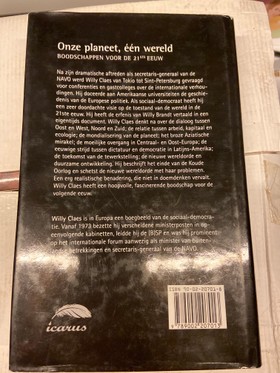 Onze planeet, één wereld
BOODSCHAPPEN VOOR DE 21STE EEUW
Na zijn dramatische aftreden als secretaris-generaal van de
NAVO werd Willy Claes van Tokio tot Sint-Petersburg gevraagd
voor conferenties en gastcolleges over de internationale verhou-
dingen. Hij doceerde aan Amerikaanse universiteiten de geschie-
denis van de Europese politiek. Als sociaal-democraat heeft hij
een zeer doordachte visie op de toestand van de wereld in de
21ste eeuw. Hij heeft de erfenis van Willy Brandt vertaald in een
eigentijds document. Willy Claes denkt na over de dialoog tussen
Oost en West, Noord en Zuid; de relatie tussen arbeid, kapitaal en
ecologie; de mondialisering van de planeet; het broze Aziatische
mirakel; de moeilijke overgang in Centraal- en Oost-Europa; de
eeuwige strijd tussen dictatuur en democratie in Latijns-Amerika;
de toekomst van de tewerkstelling; de nieuwe wereldorde en
duurzame ontwikkeling. Hij beschrijft het einde van de Koude
Oorlog en schetst de nieuwe wereldorde met haar problemen.
Een erg realistische benadering, die niet in doemdenken vervalt.
Willy Claes heeft een hoopvolle, fascinerende boodschap voor de
volgende eeuw.
Willy Claes is in Europa een boegbeeld van de sociaal-democra-
tie. Vanaf 1973 bezette hij verscheidene ministerposten in op-
eenvolgende kabinetten, leidde hij de
en was hij prominent
op het internationale forum aanwezig als minister van buiten-
landse betrekkingen en secretaris-generaal van de NAVO.
icarus
ISBN 90-02-20701-6
9789002207013